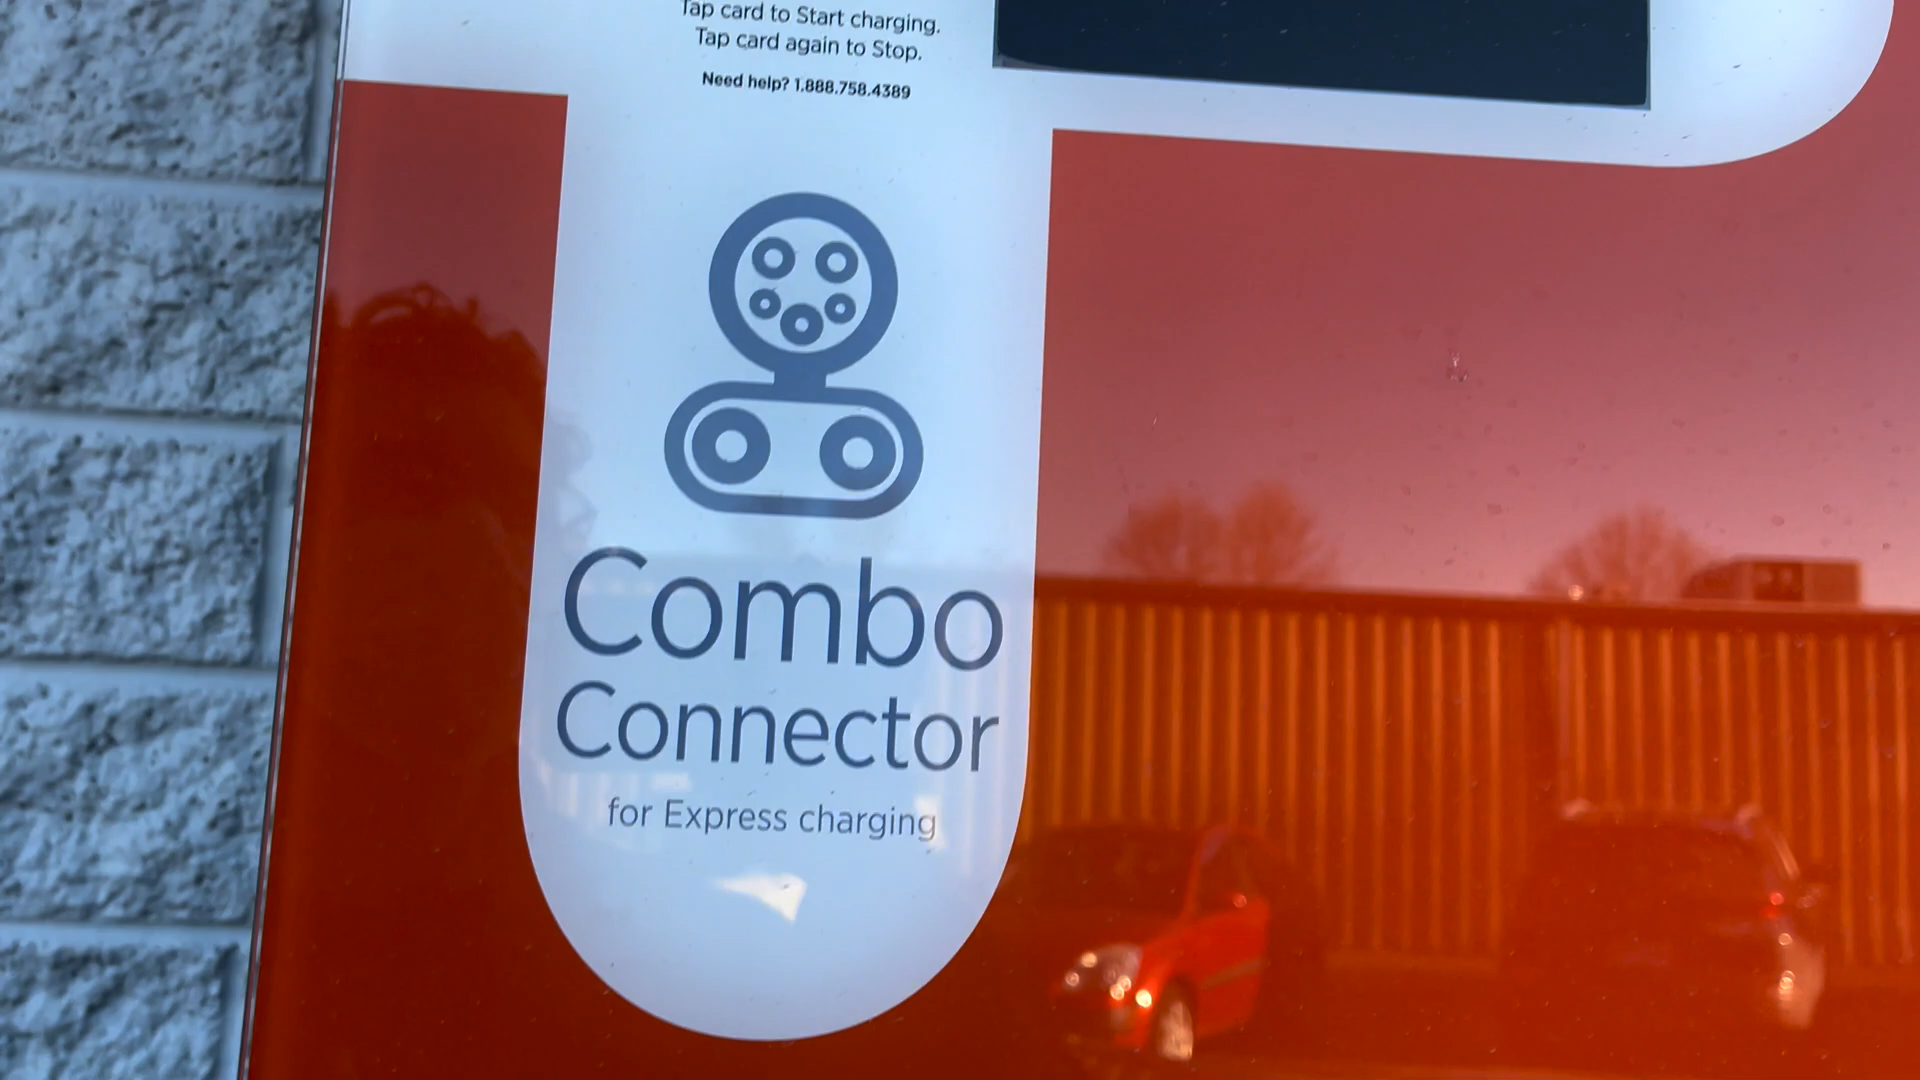 Tap card to Start charging.
Tap card again to Stop.
Need help? 1.888.758.4389
Combo
Connector
for Express charging